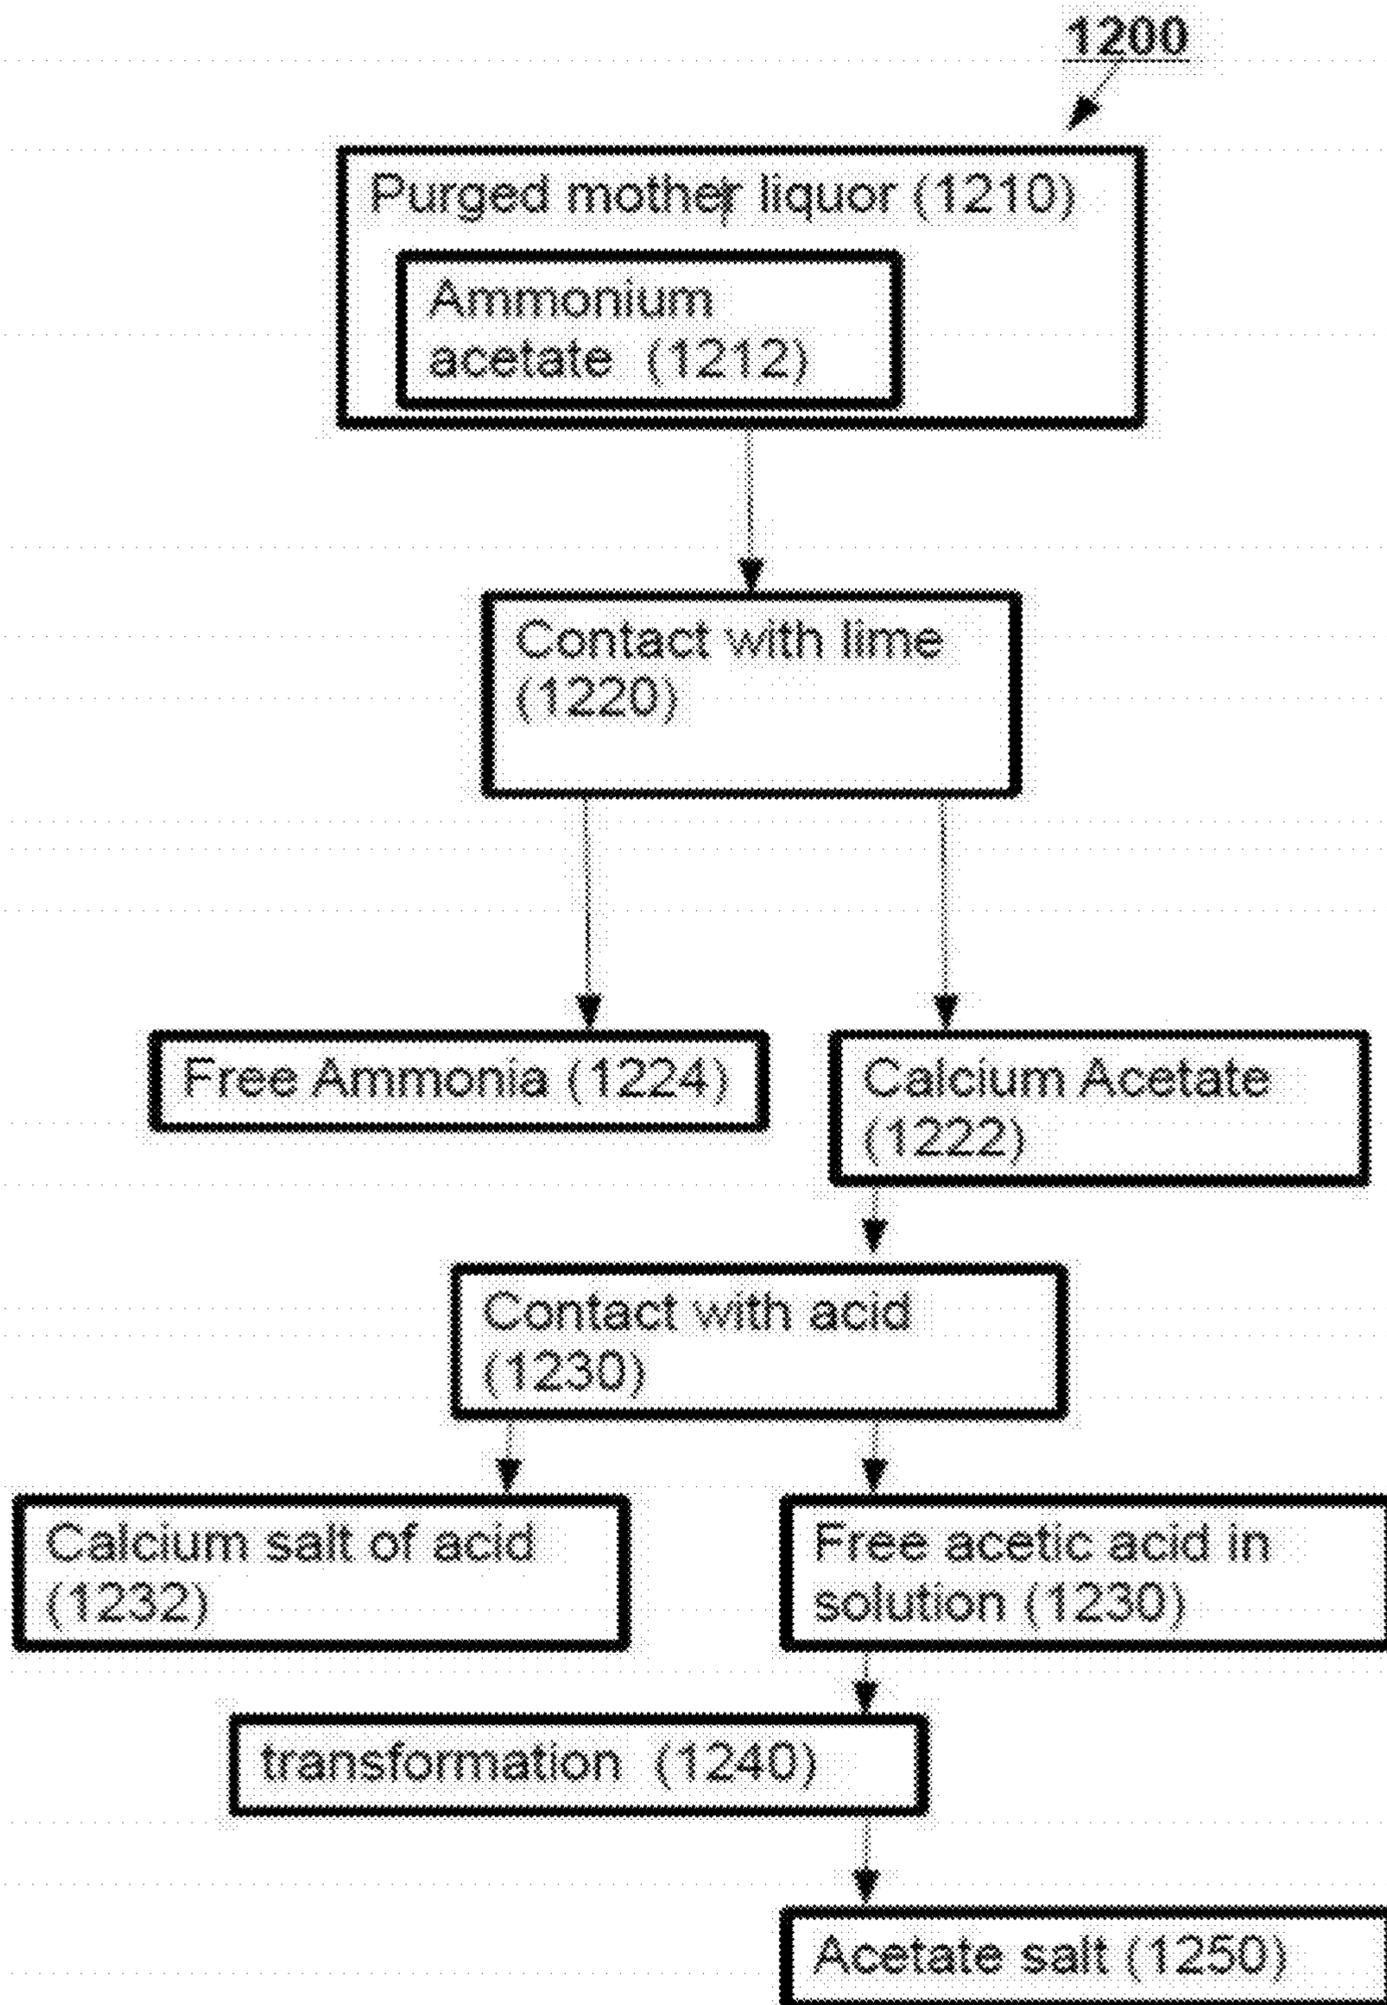 1200
Purged mother liquor (1210)
Ammonium
acetate (1212)
Contact with lime
(1220)
Free Ammonia (1224)
Calcium Acetate
(1222)
Contact with acid
(1230)
Calcium salt of acid
(1232)
Free acetic acid in
solution (1230)
transformation (1240)
Acetate salt (1250)